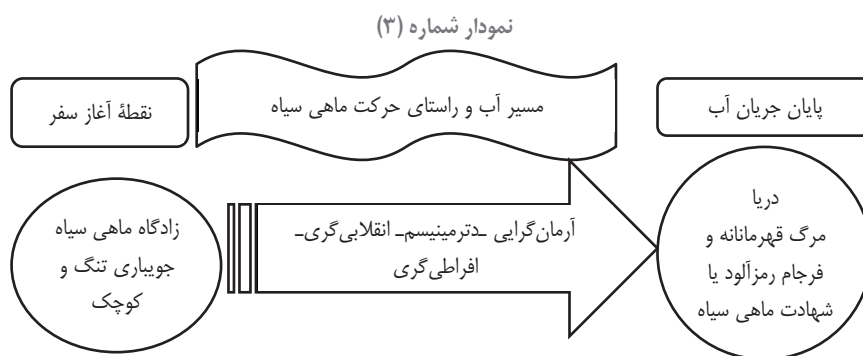 نمودار شماره (۳)
نقطۀ آغاز سفر
مسیر آب و راستای حرکت ماهی سیاه
پایان جریان آب
زادگاه ماهی سیاه
جویباری تنگ و
کوچک
آرمان‌گرایی ـدترمینیسم‌ـ انقلابی‌گری‌ـ
افراطی‌گری
دریا
مرگ قهرمانانه و
فرجام رمزآلود یا
شهادت ماهی سیاه